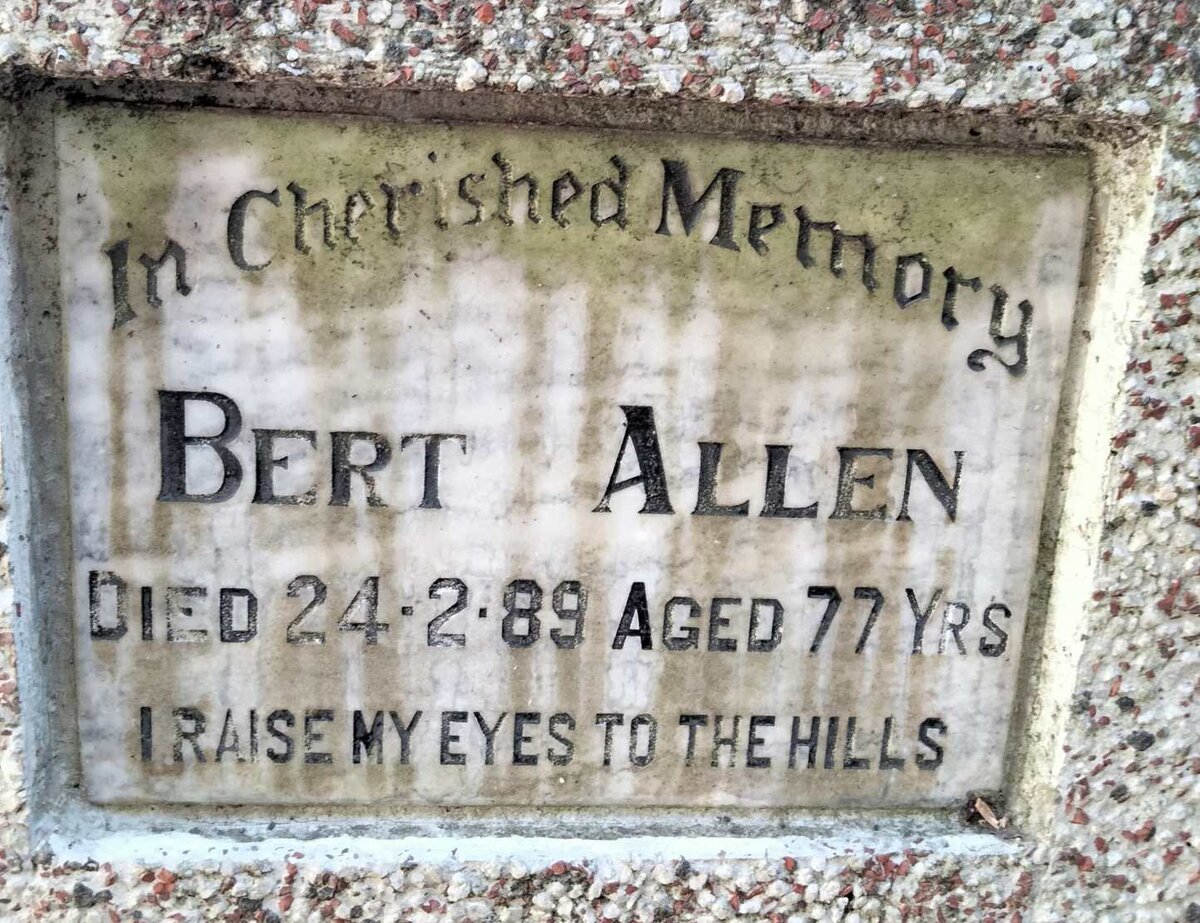 In Cherished Memory
BERT ALLEN
DIED 24·2·89 AGED 77 YRS
I RAISE MY EYES TO THE HILLS